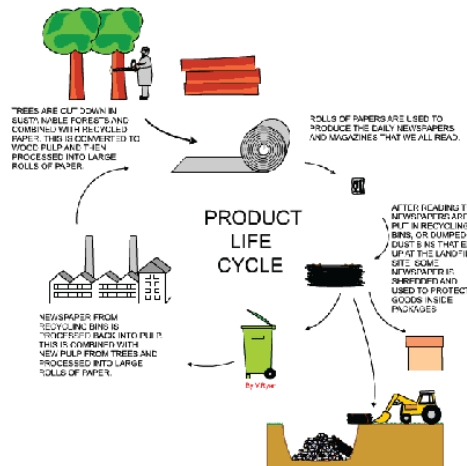 TREES ARE CUT DOWN IN
SUSTAINABLE FORESTS AND
COMBINED WITH RECYCLED
PAPER. THIS IS CONVERTED TO
WOOD PULP AND THEN
PROCESSED INTO LARGE
ROLLS OF PAPER.
ROLLS OF PAPERS ARE USED TO
PRODUCE THE DAILY NEWSPAPERS
AND MAGAZINES THAT WE ALL READ.
PRODUCT
LIFE
CYCLE
AFTER READING T
NEWSPAPERS ARE
PUT IN RECYCLING
BINS, OR DUMPED
DUST BINS THAT E
UP AT THE LANDFI
SITE. SOME
NEWSPAPER IS
SHREDDED AND
USED TO PROTECT
GOODS INSIDE
PACKAGES
NEWSPAPER FROM
RECYCLING BINS IS
PROCESSED BACK INTO PULP.
THIS IS COMBINED WITH
NEW PULP FROM TREES AND
PROCESSED INTO LARGE
ROLLS OF PAPER.
By V.Ryan